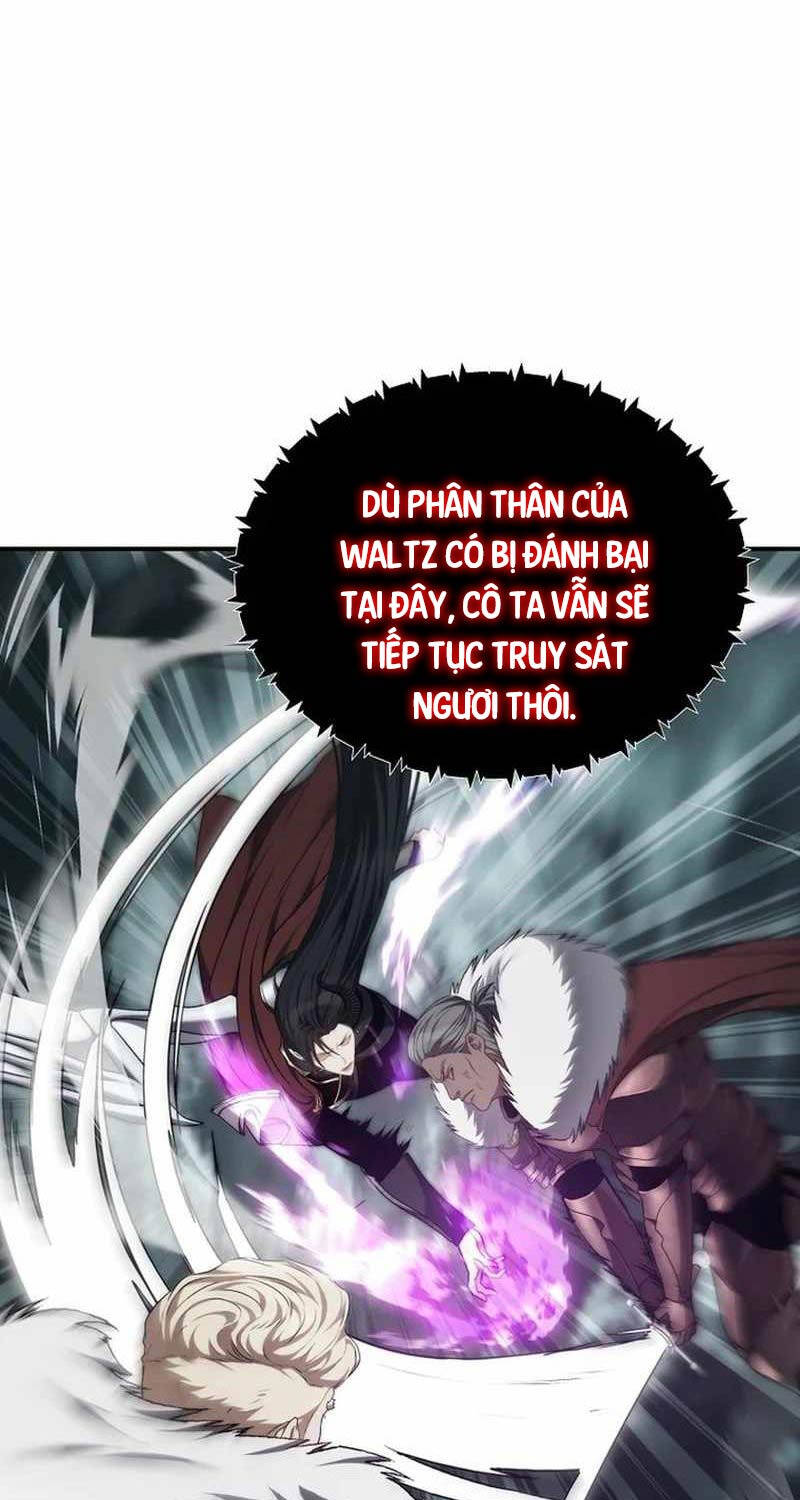 DÙ PHÂN THÂN CỦA
WALTZ CÓ BỊ ĐÁNH BẠI
TẠI ĐÂY, CÔ TA VẪN SẼ
TIẾP TỤC TRUY SÁT
NGƯƠI THÔI.